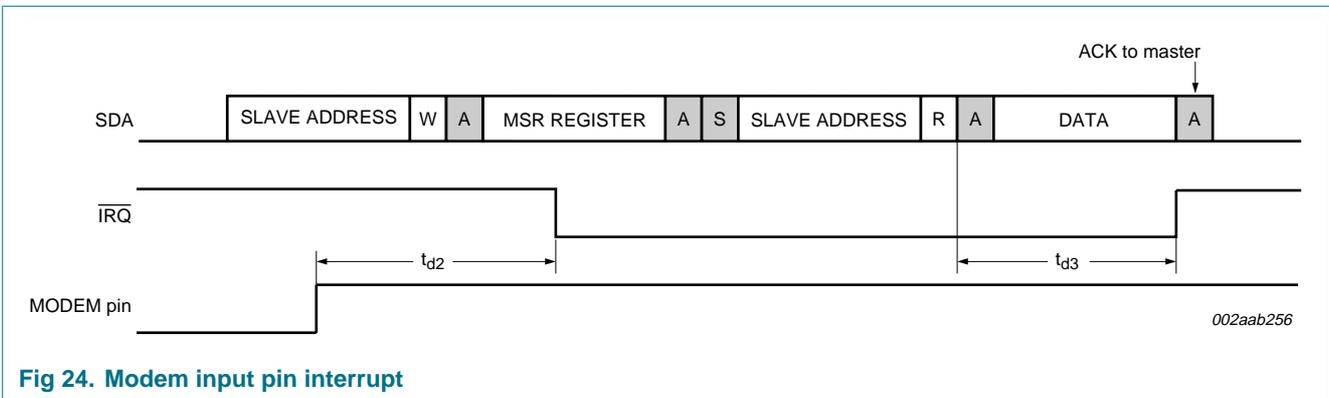 ACK to master
SDA SLAVE ADDRESS W A MSR REGISTER A S SLAVE ADDRESS R A DATA A
IRQ
td2 td3
MODEM pin
002aab256
Fig 24. Modem input pin interrupt